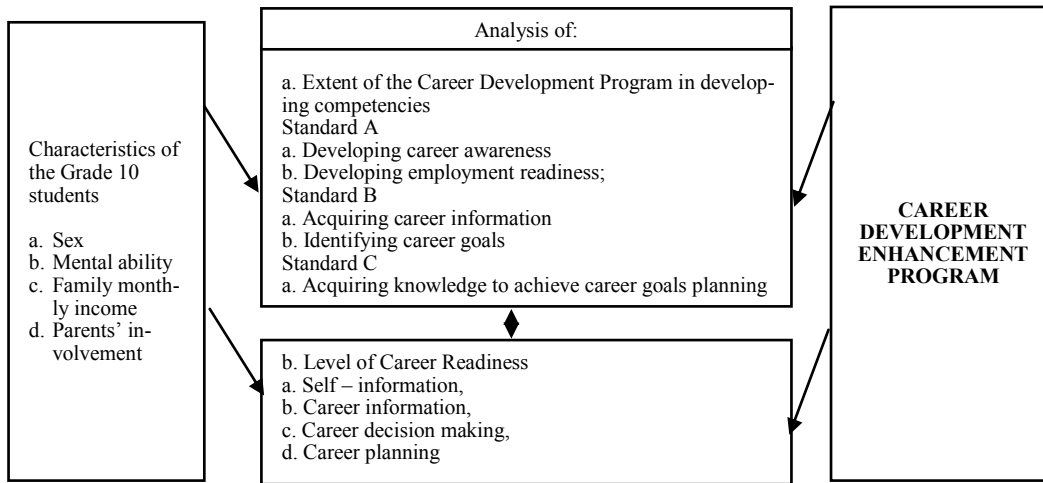 Characteristics of
the Grade 10
students
a. Sex
b. Mental ability
c. Family month-
ly income
d. Parents’ in-
volvement
Analysis of:
a. Extent of the Career Development Program in develop-
ing competencies
Standard A
a. Developing career awareness
b. Developing employment readiness;
Standard B
a. Acquiring career information
b. Identifying career goals
Standard C
a. Acquiring knowledge to achieve career goals planning
b. Level of Career Readiness
a. Self – information,
b. Career information,
c. Career decision making,
d. Career planning
CAREER
DEVELOPMENT
ENHANCEMENT
PROGRAM